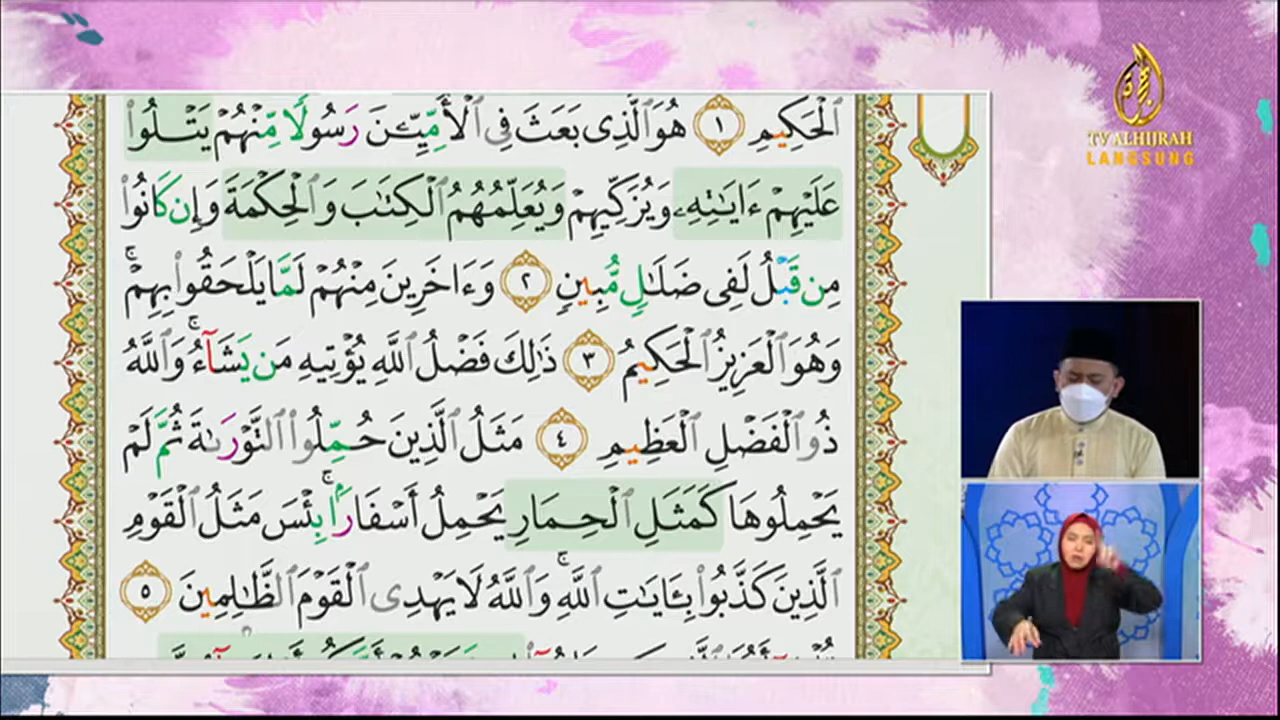 ٱلۡحَكِيمِ ١ هُوَ ٱلَّذِى بَعَثَ فِى ٱلۡأُمِّيِّـۧنَ رَسُولًا مِّنۡهُمۡ يَتۡلُوا۟
عَلَيۡهِمۡ ءَايَـٰتِهِۦ وَيُزَكِّيهِمۡ وَيُعَلِّمُهُمُ ٱلۡكِتَـٰبَ وَٱلۡحِكۡمَةَ وَإِن كَانُوا۟
مِن قَبۡلُ لَفِى ضَلَـٰلٍ مُّبِينٍ ٢ وَءَاخَرِينَ مِنۡهُمۡ لَمَّا يَلۡحَقُوا۟ بِهِمۡۚ
وَهُوَ ٱلۡعَزِيزُ ٱلۡحَكِيمُ ٣ ذَٰلِكَ فَضۡلُ ٱللَّهِ يُؤۡتِيهِ مَن يَشَآءُۚ وَٱللَّهُ
ذُو ٱلۡفَضۡلِ ٱلۡعَظِيمِ ٤ مَثَلُ ٱلَّذِينَ حُمِّلُوا۟ ٱلتَّوۡرَىٰةَ ثُمَّ لَمۡ
يَحۡمِلُوهَا كَمَثَلِ ٱلۡحِمَارِ يَحۡمِلُ أَسۡفَارَۢاۚ بِئۡسَ مَثَلُ ٱلۡقَوۡمِ
ٱلَّذِينَ كَذَّبُوا۟ بِـَٔايَـٰتِ ٱللَّهِۚ وَٱللَّهُ لَا يَهۡدِى ٱلۡقَوۡمَ ٱلظَّـٰلِمِينَ ٥
TV ALHIJRAH
LANGSUNG